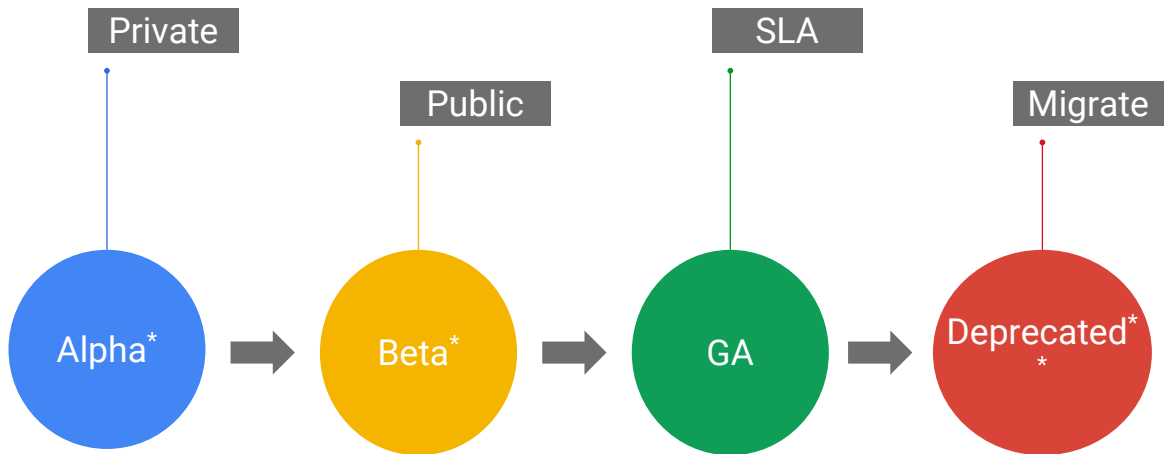 Private
SLA
Public
Migrate
Alpha*
Beta*
GA
Deprecated*
*